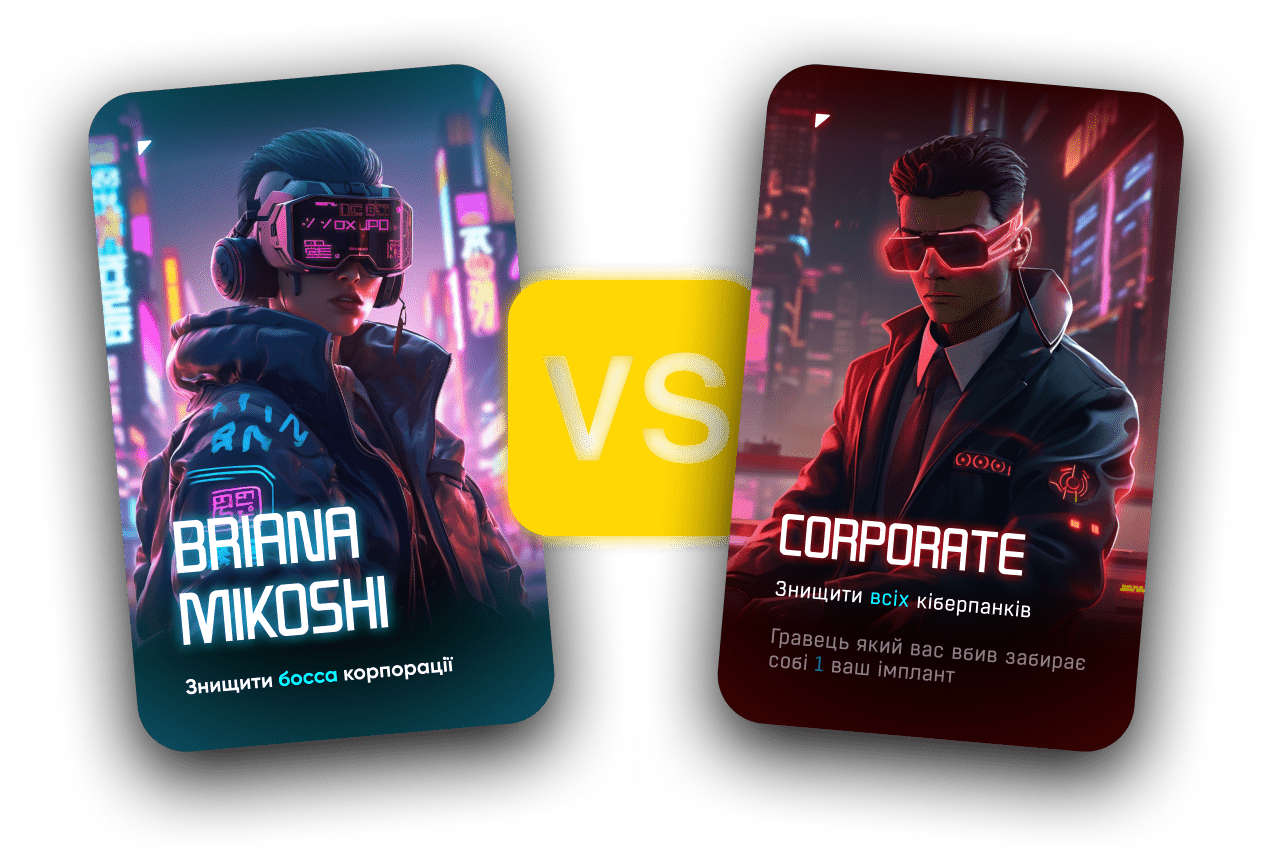 BRIANA
MIKOSHI
Знищити босса корпорації
VS
CORPORATE
Знищити всіх кіберпанків
Гравець який вас вбив забирає
собі 1 ваш імплант